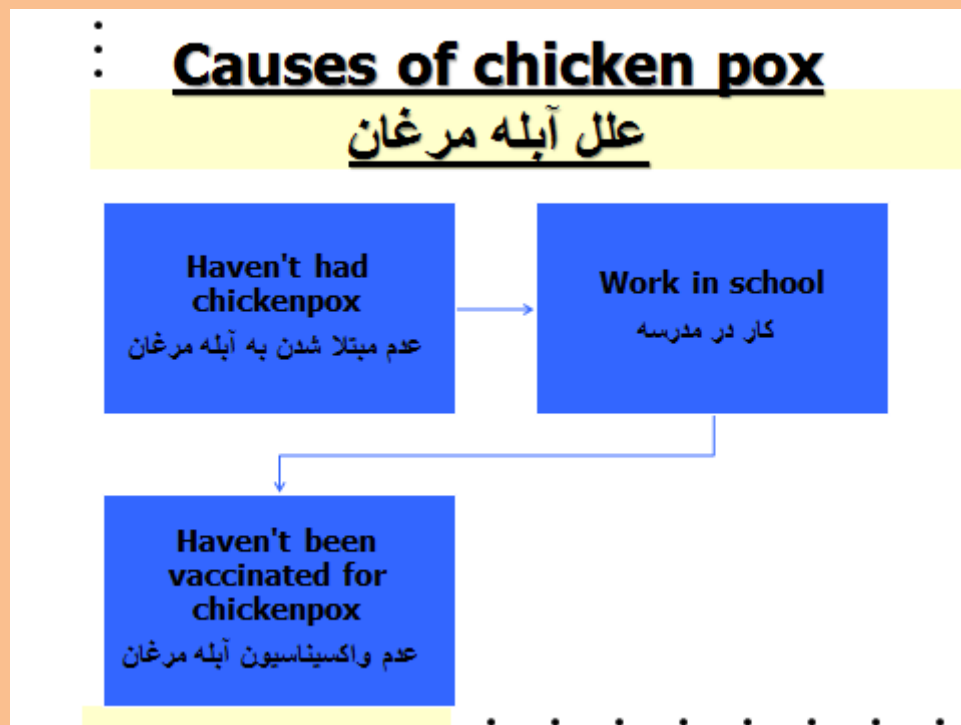 Causes of chicken pox
علل آبله مرغان
Haven't had
chickenpox
عدم مبتلا شدن به آبله مرغان
Work in school
کار در مدرسه
Haven't been
vaccinated for
chickenpox
عدم واکسیناسیون آبله مرغان